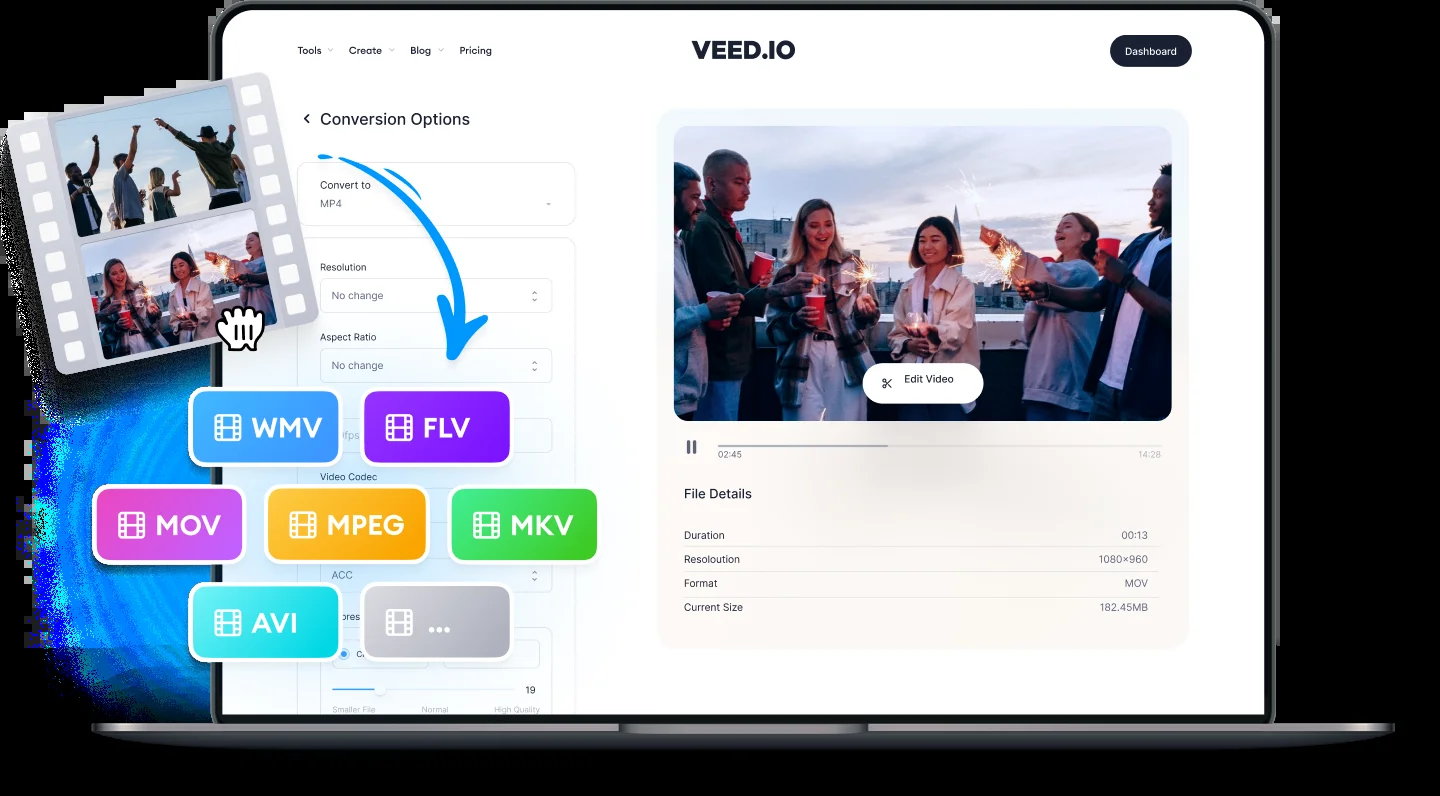 Tools
Create
Blog
Pricing
VEED.IO
Dashboard
Conversion Options
Convert to
MP4
Resolution
No change
Aspect Ratio
No change
WMV
FLV
Video Codec
MOV
MPEG
MKV
ACC
AVI
...
19
Smaller File
Normal
High Quality
Edit Video
02:45
14:28
File Details
Duration
00:13
Resoloution
1080×960
Format
MOV
Current Size
182.45MB